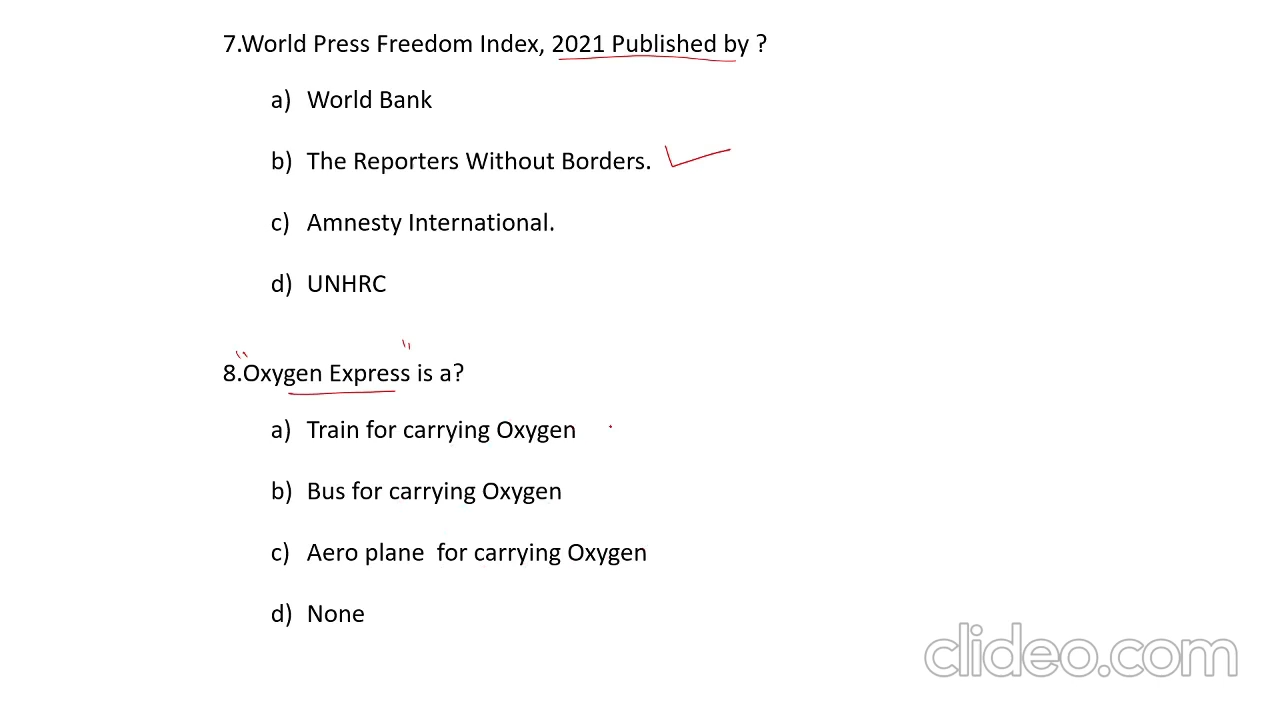 7.World Press Freedom Index, 2021 Published by ?
a) World Bank
b) The Reporters Without Borders.
c) Amnesty International.
d) UNHRC
8.Oxygen Express is a?
a) Train for carrying Oxygen
b) Bus for carrying Oxygen
c) Aero plane  for carrying Oxygen
d) None
clideo.com